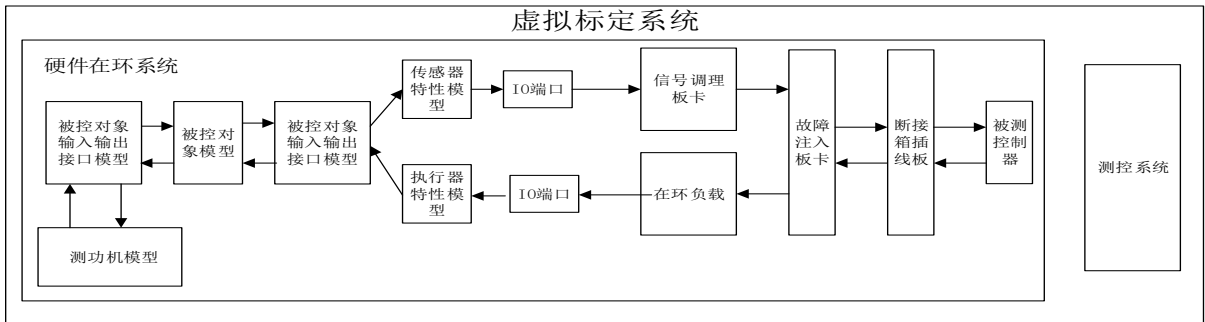 虚拟标定系统
硬件在环系统
被控对象
输入输出
接口模型
被控对
象模型
被控对象
输入输出
接口模型
传感器
特性模
型
IO端口
信号调理
板卡
执行器
特性模
型
IO端口
在环负载
故障
注入
板卡
断接
箱插
线板
被测
控制
器
测功机模型
测控系统